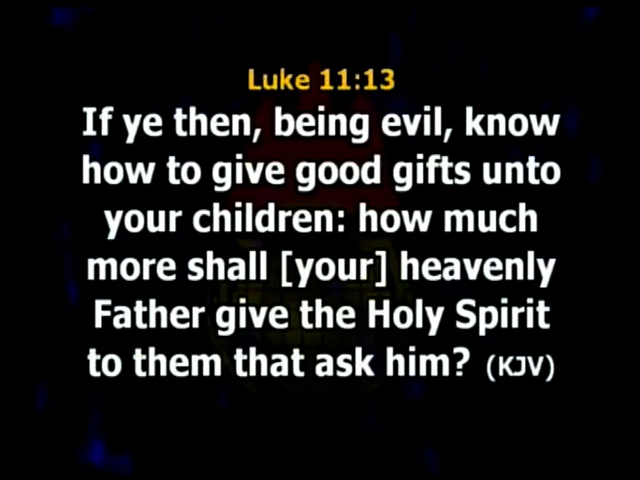 Luke 11:13
If ye then, being evil, know
how to give good gifts unto
your children: how much
more shall [your] heavenly
Father give the Holy Spirit
to them that ask him? (KJV)